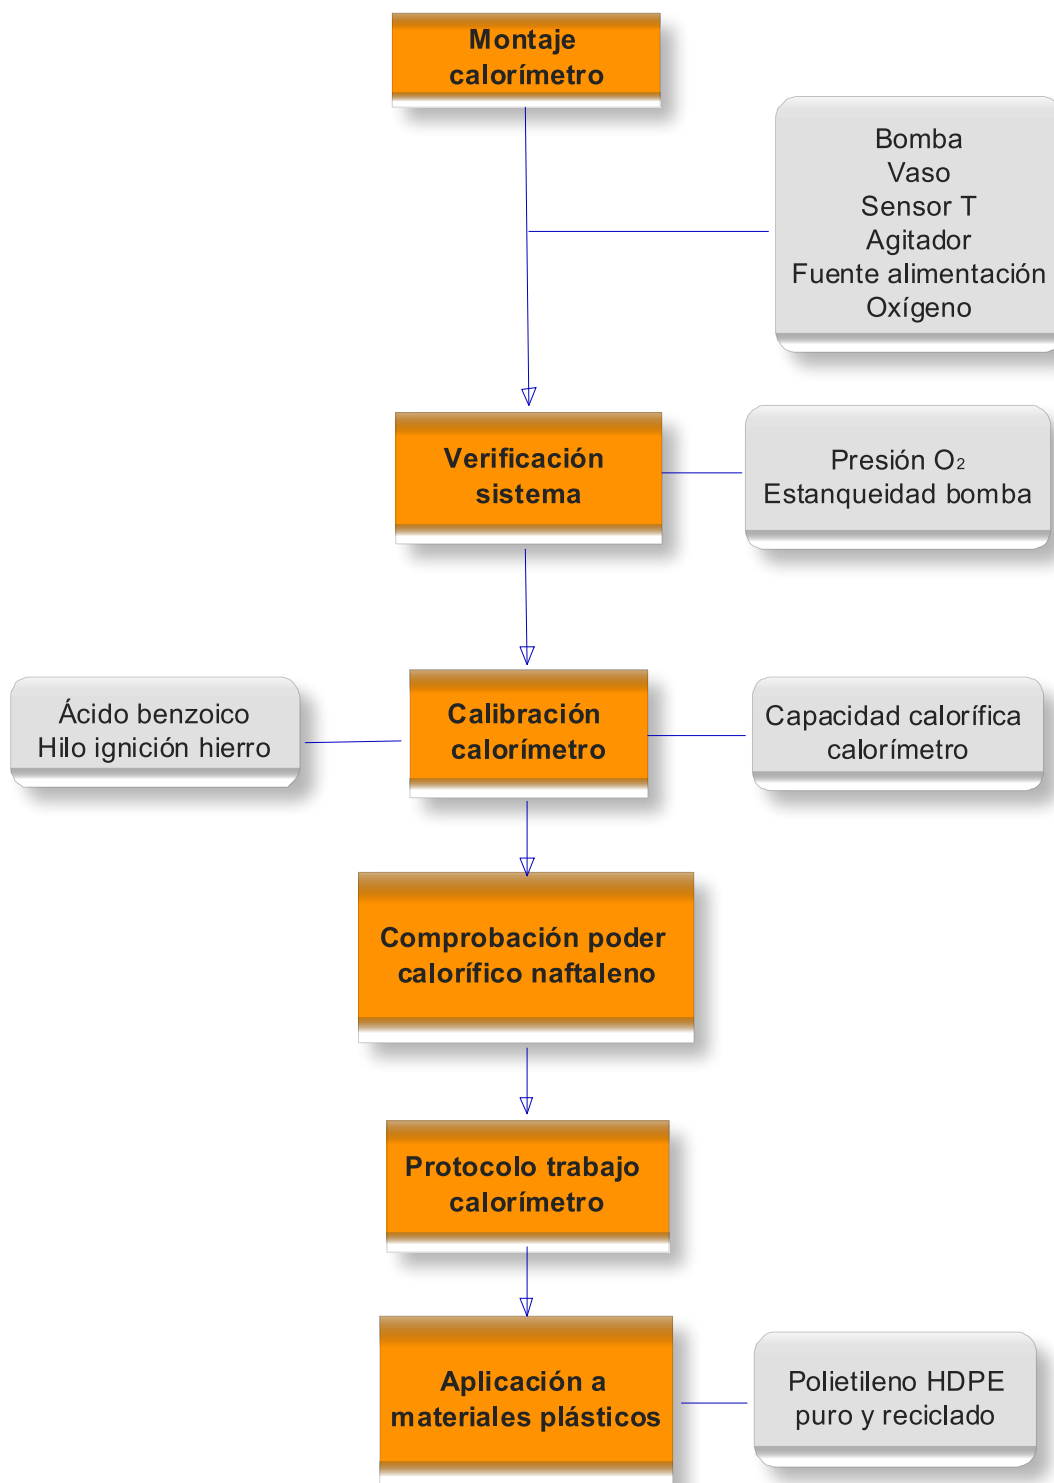 Montaje
calorímetro
Bomba
Vaso
Sensor T
Agitador
Fuente alimentación
Oxígeno
Verificación
sistema
Presión O₂
Estanqueidad bomba
Ácido benzoico
Hilo ignición hierro
Calibración
calorímetro
Capacidad calorífica
calorímetro
Comprobación poder
calorífico naftaleno
Protocolo trabajo
calorímetro
Aplicación a
materiales plásticos
Polietileno HDPE
puro y reciclado